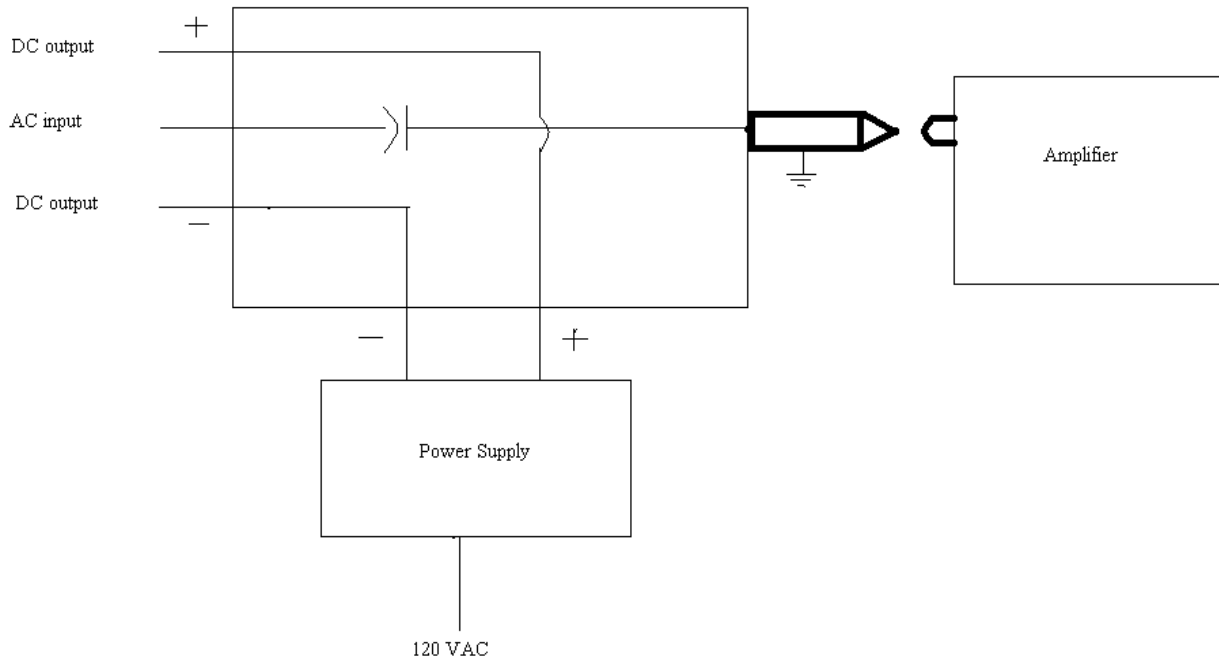 +
DC output
AC input
Amplifier
DC output
−
− +
Power Supply
120 VAC